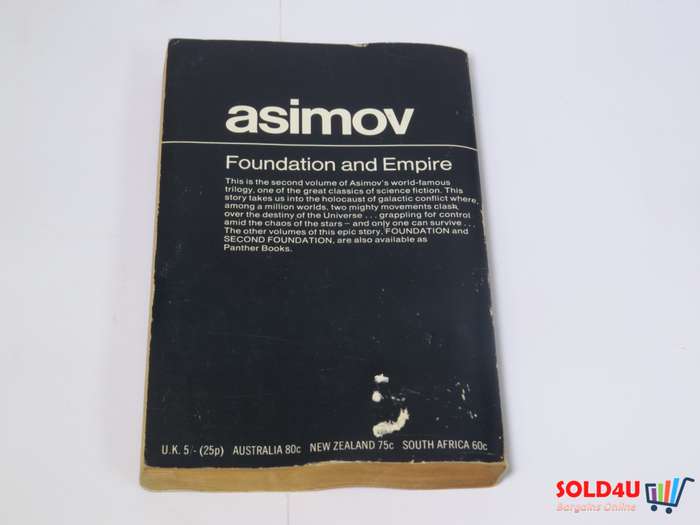 asimov
Foundation and Empire
This is the second volume of Asimov's world-famous
trilogy, one of the great classics of science fiction. This
story takes us into the holocaust of galactic conflict where,
among a million worlds, two mighty movements clash
over the destiny of the Universe . . . grappling for control
amid the chaos of the stars – and only one can survive . . .
The other volumes of this epic story, FOUNDATION and
SECOND FOUNDATION, are also available as
Panther Books.
U.K. 5/- (25p) AUSTRALIA 80c NEW ZEALAND 75c SOUTH AFRICA 60c
SOLD4U
Bargains Online